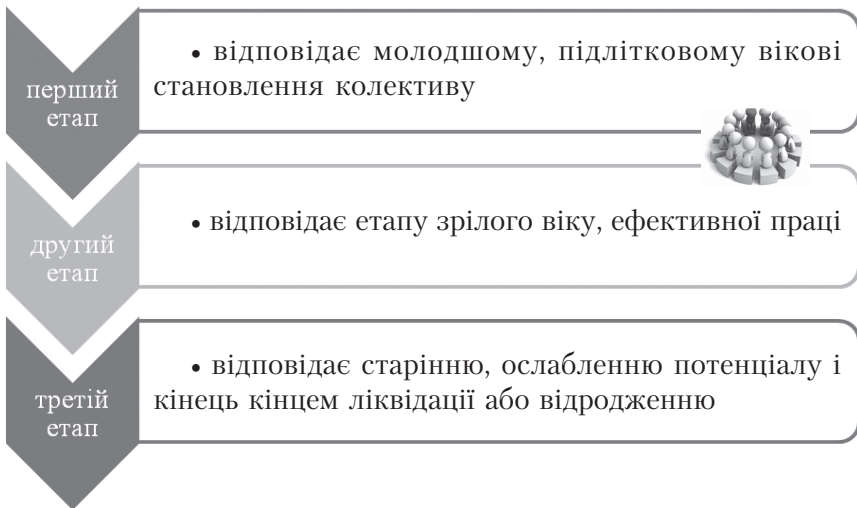 перший
етап
• відповідає молодшому, підлітковому вікові
становлення колективу
другий
етап
• відповідає етапу зрілого віку, ефективної праці
третій
етап
• відповідає старінню, ослабленню потенціалу і
кінець кінцем ліквідації або відродженню